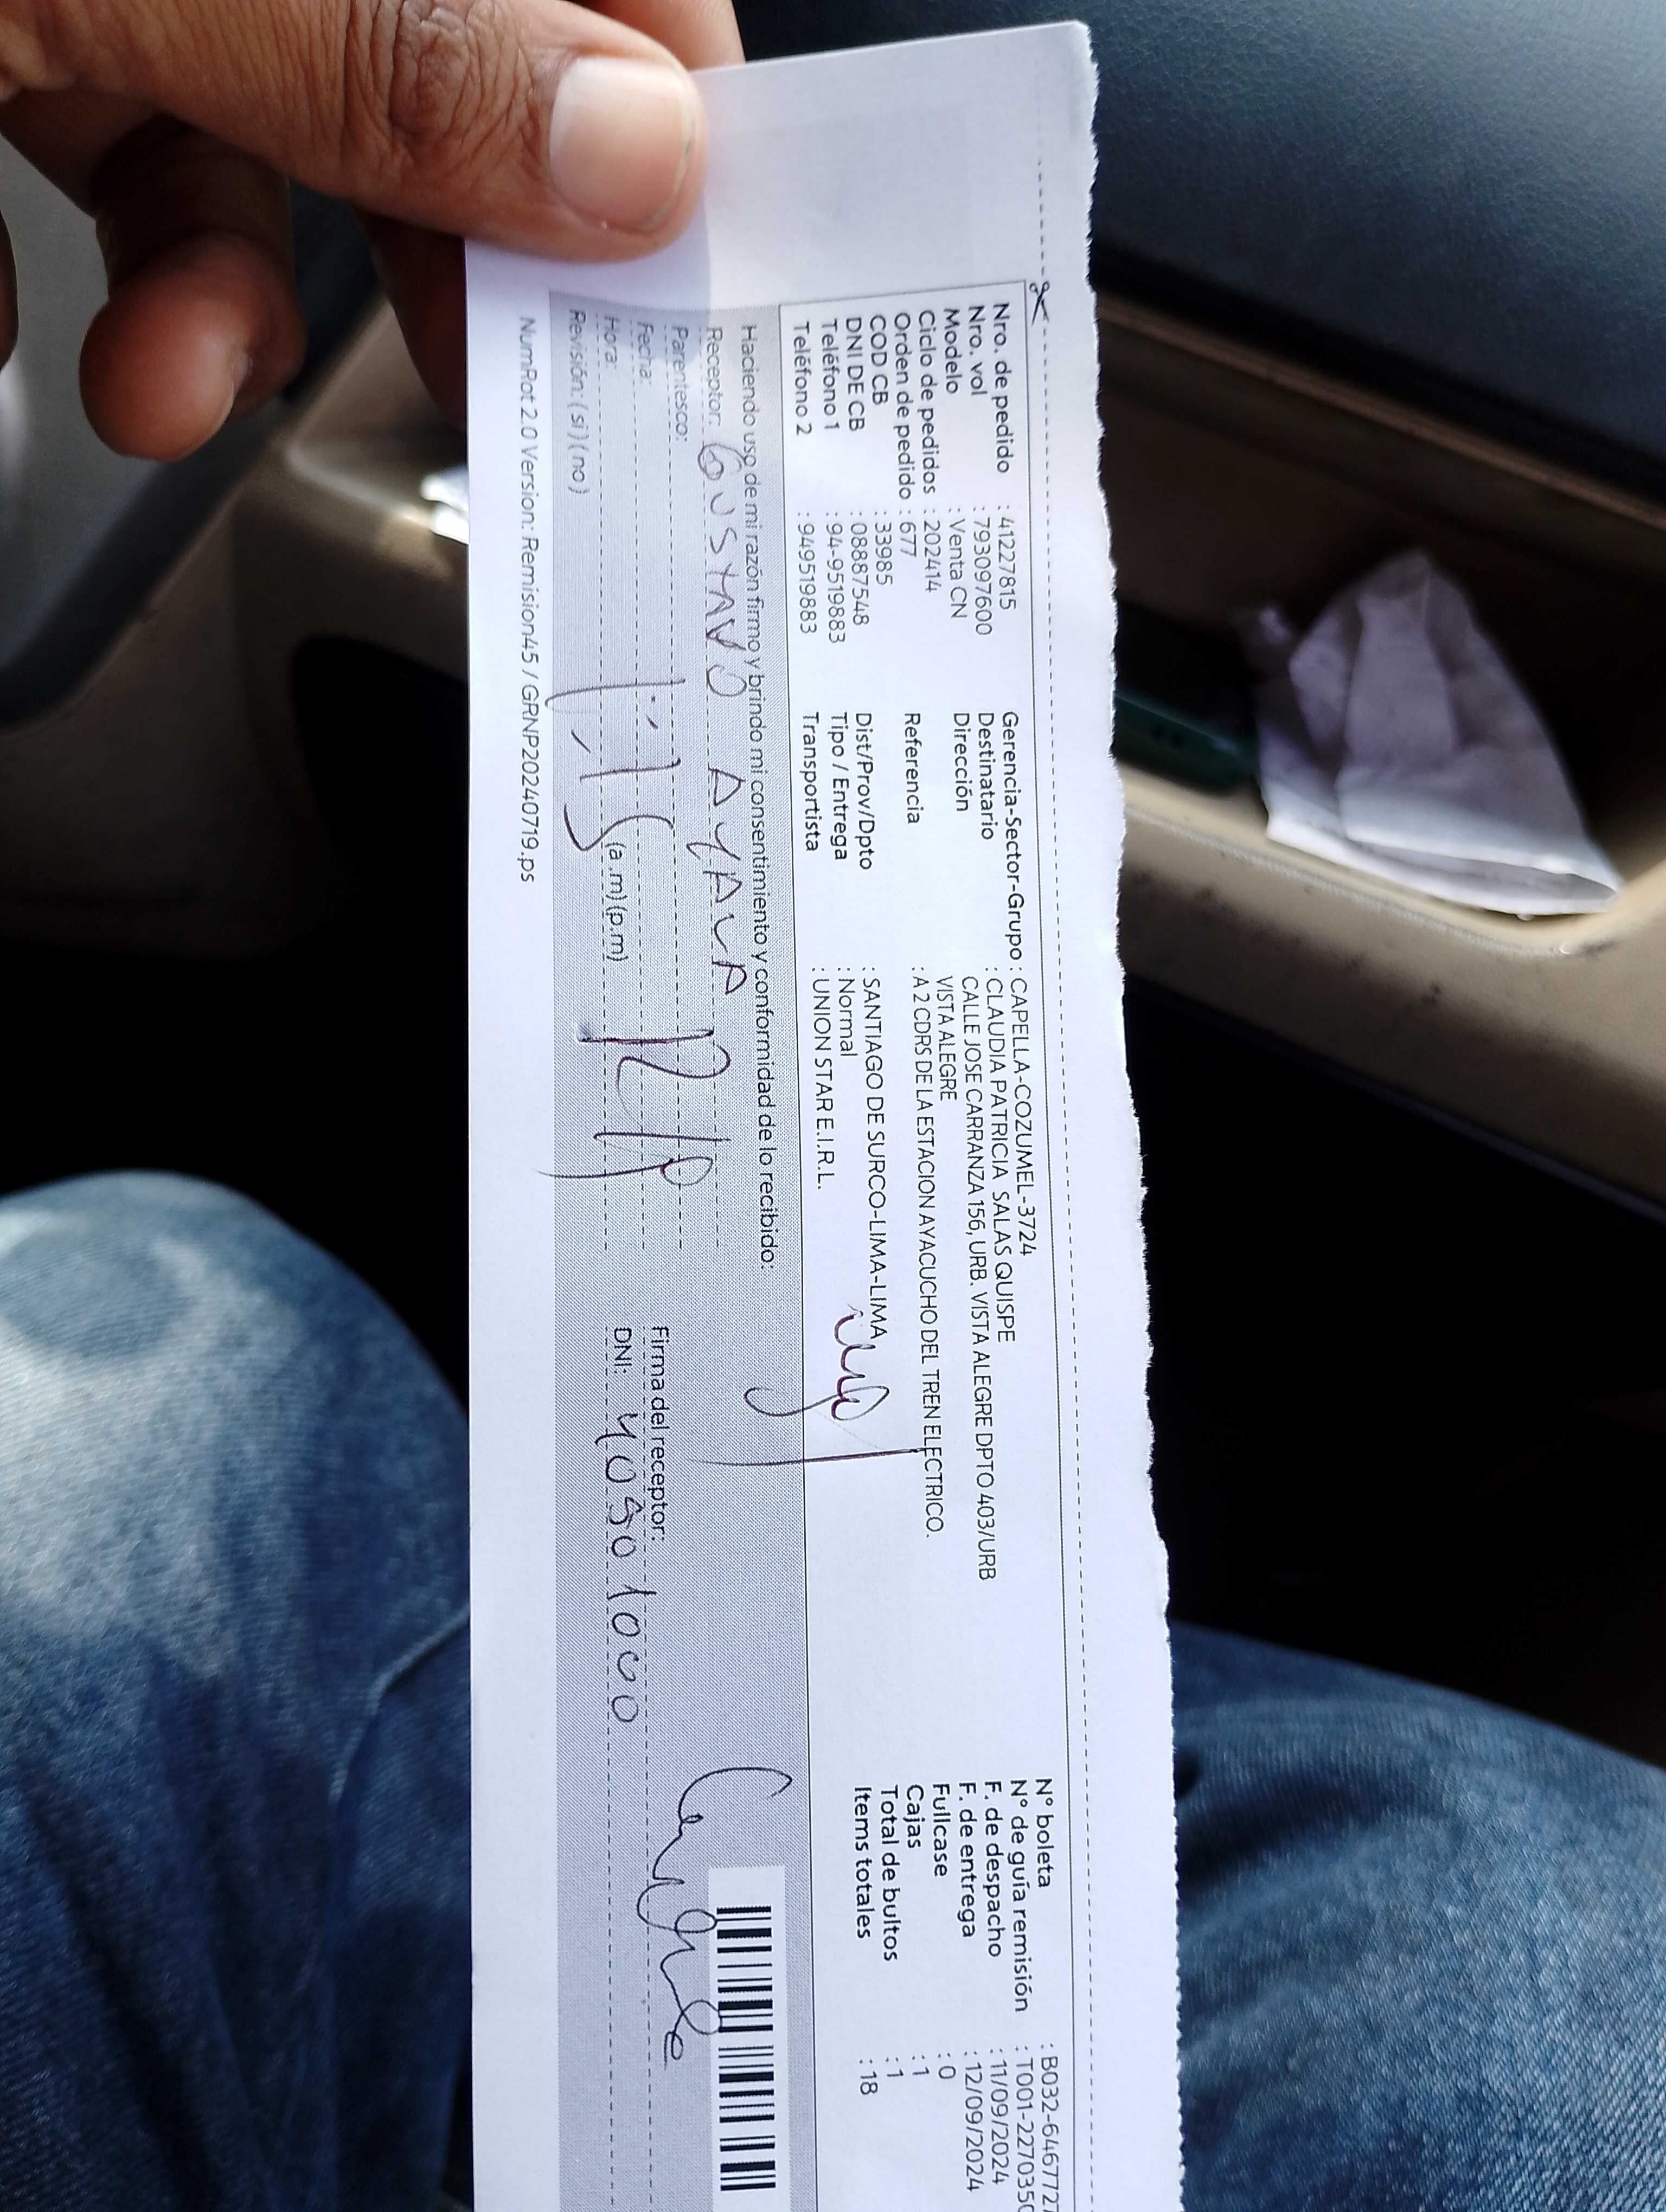 Nro. de pedido : 41227815
Nro. vol : 793097600
Modelo : Venta CN
Ciclo de pedidos : 202414
Orden de pedido : 677
COD CB : 33985
DNI DE CB : 08887548
Teléfono 1 : 94-9519883
Teléfono 2 : 949519883
Gerencia-Sector-Grupo : CAPELLA-COZUMEL-3724
Destinatario : CLAUDIA PATRICIA SALAS QUISPE
Dirección CALLE JOSE CARRANZA 156, URB. VISTA ALEGRE DPTO 403/URB
VISTA ALEGRE
Referencia : A 2 CDRS DE LA ESTACION AYACUCHO DEL TREN ELECTRICO.
Dist/Prov/Dpto : SANTIAGO DE SURCO-LIMA-LIMA
Tipo / Entrega : Normal
Transportista : UNION STAR E.I.R.L.
N° boleta : B032-6467727
N° de guía remisión : T001-2270350
F. de despacho : 11/09/2024
F. de entrega : 12/09/2024
Fullcase : 0
Cajas : 1
Total de bultos : 1
Items totales : 18
Haciendo uso de mi razón firmo y brindo mi consentimiento y conformidad de lo recibido:
Receptor: GUSTAVO AYALA
Parentesco:
Fecha:
Hora: (a.m)(p.m)
Revisión: ( si ) ( no )
Firma del receptor:
DNI:
NumRot 2.0 Version: Remision45 / GRNP20240719.ps